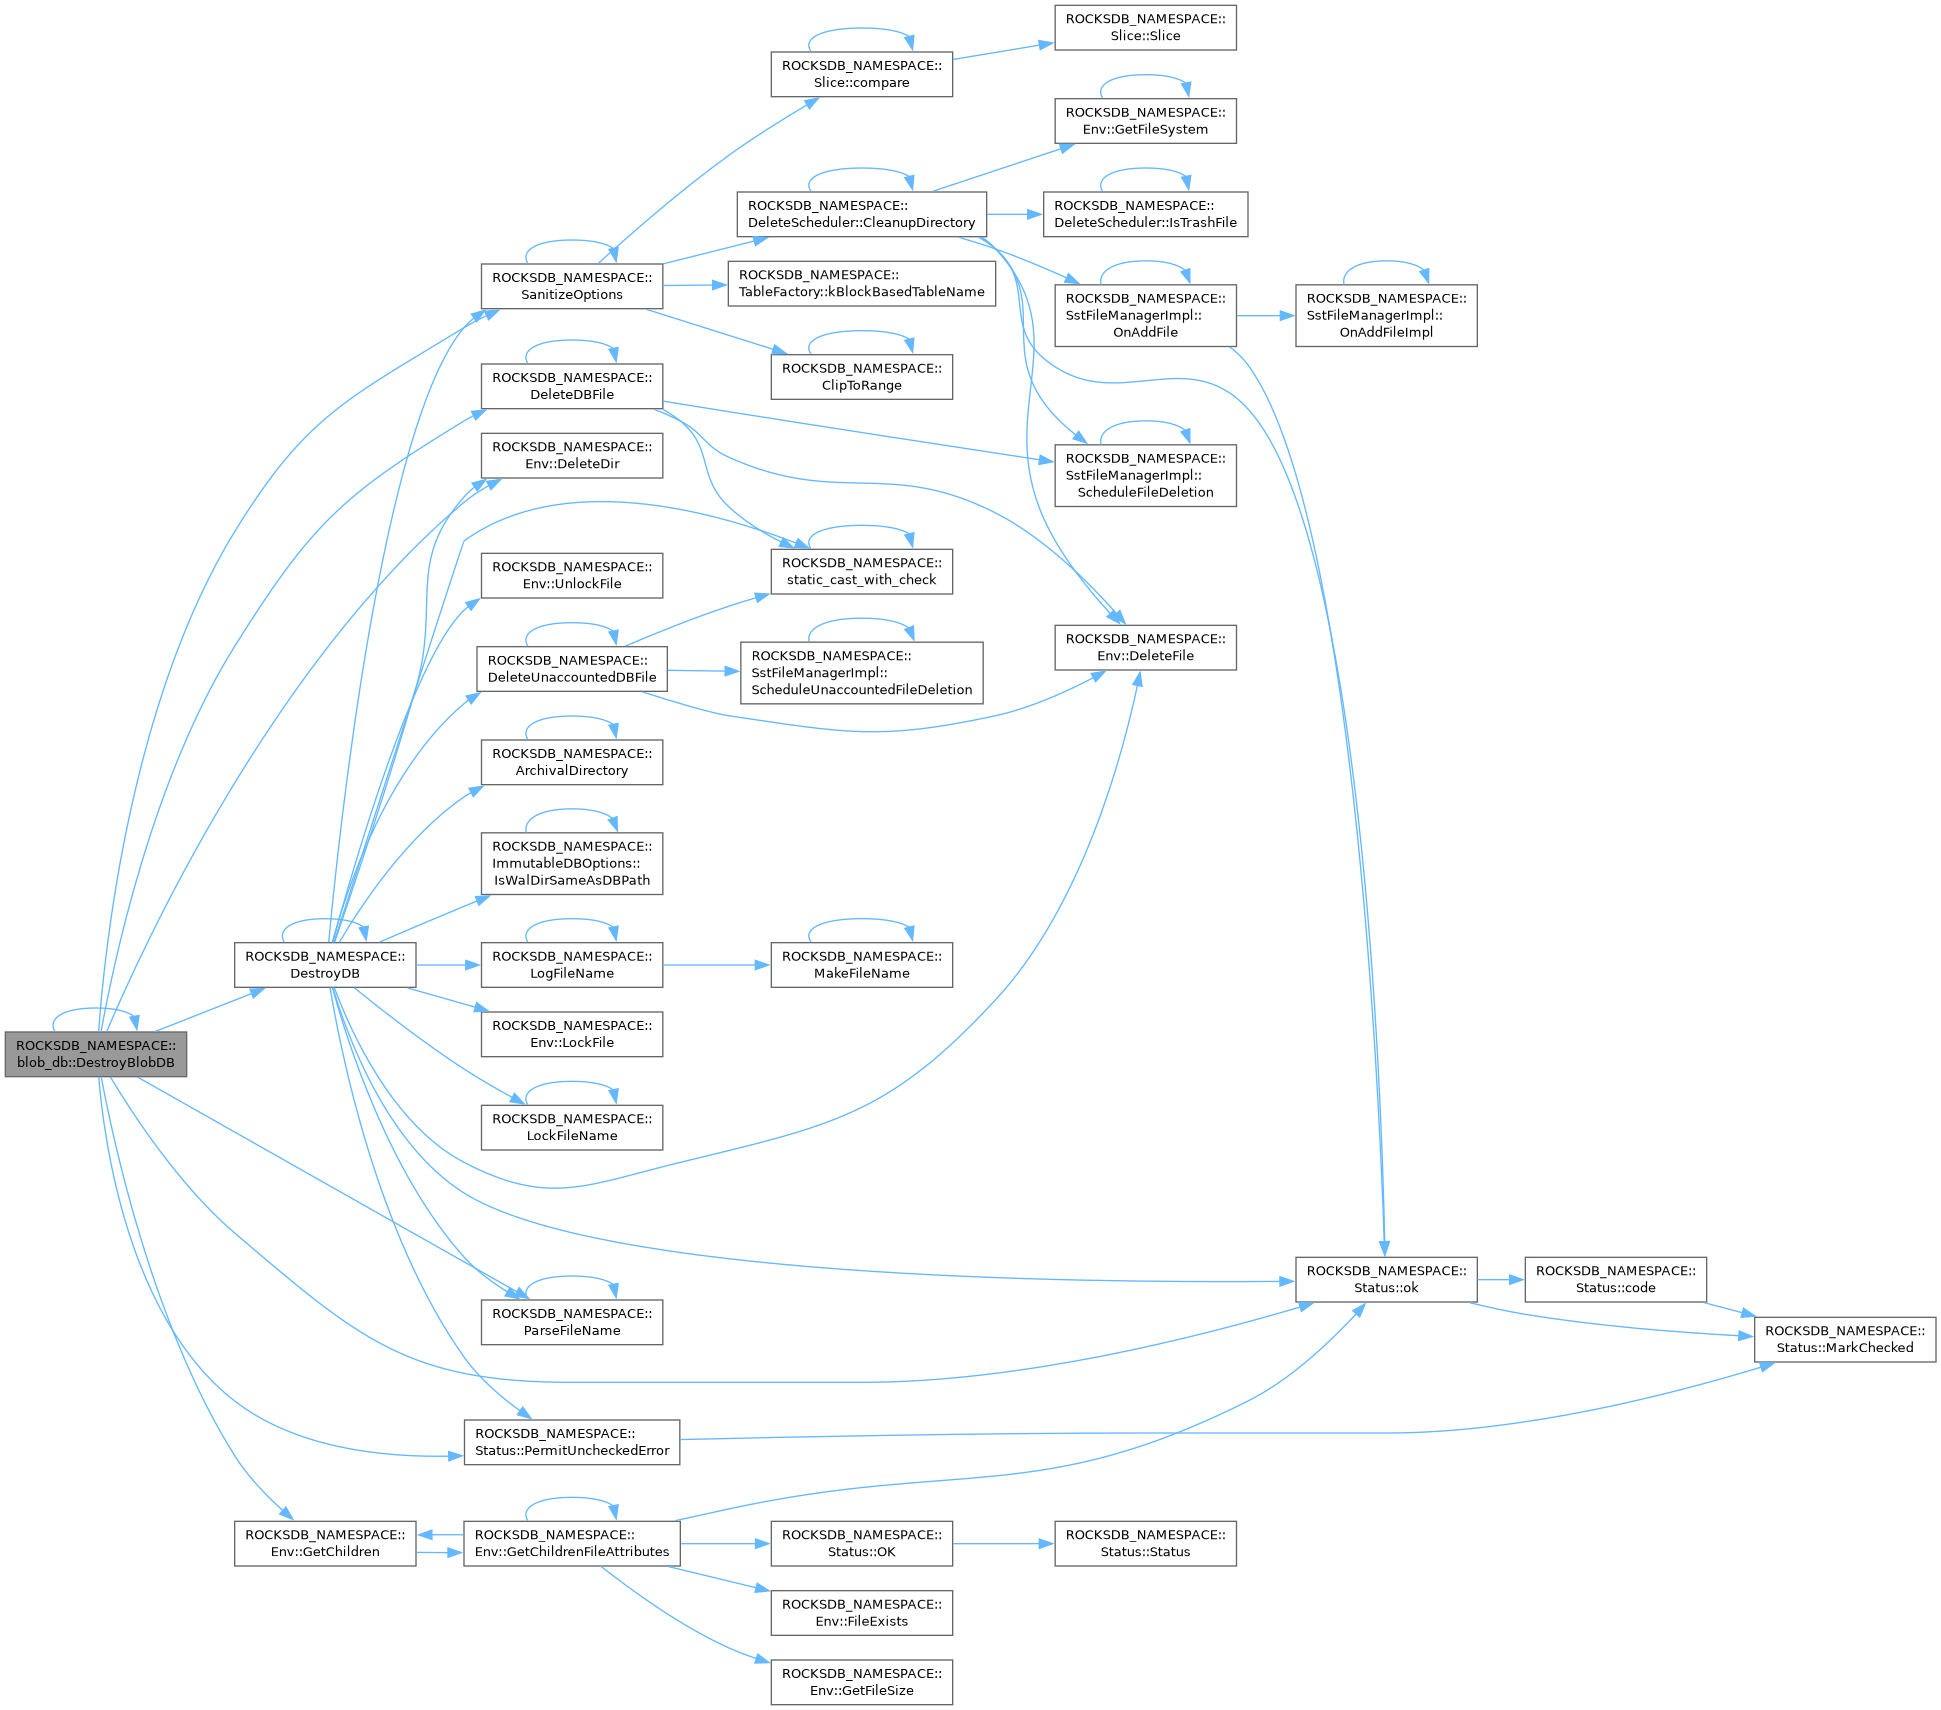 ROCKSDB_NAMESPACE::
blob_db::DestroyBlobDB
ROCKSDB_NAMESPACE::
DestroyDB
ROCKSDB_NAMESPACE::
Env::GetChildren
ROCKSDB_NAMESPACE::
SanitizeOptions
ROCKSDB_NAMESPACE::
DeleteDBFile
ROCKSDB_NAMESPACE::
Env::DeleteDir
ROCKSDB_NAMESPACE::
Env::UnlockFile
ROCKSDB_NAMESPACE::
DeleteUnaccountedDBFile
ROCKSDB_NAMESPACE::
ArchivalDirectory
ROCKSDB_NAMESPACE::
ImmutableDBOptions::
IsWalDirSameAsDBPath
ROCKSDB_NAMESPACE::
LogFileName
ROCKSDB_NAMESPACE::
Env::LockFile
ROCKSDB_NAMESPACE::
LockFileName
ROCKSDB_NAMESPACE::
ParseFileName
ROCKSDB_NAMESPACE::
Status::PermitUncheckedError
ROCKSDB_NAMESPACE::
Env::GetChildrenFileAttributes
ROCKSDB_NAMESPACE::
Slice::compare
ROCKSDB_NAMESPACE::
DeleteScheduler::CleanupDirectory
ROCKSDB_NAMESPACE::
TableFactory::kBlockBasedTableName
ROCKSDB_NAMESPACE::
ClipToRange
ROCKSDB_NAMESPACE::
static_cast_with_check
ROCKSDB_NAMESPACE::
SstFileManagerImpl::
ScheduleUnaccountedFileDeletion
ROCKSDB_NAMESPACE::
MakeFileName
ROCKSDB_NAMESPACE::
Status::OK
ROCKSDB_NAMESPACE::
Env::FileExists
ROCKSDB_NAMESPACE::
Env::GetFileSize
ROCKSDB_NAMESPACE::
Slice::Slice
ROCKSDB_NAMESPACE::
Env::GetFileSystem
ROCKSDB_NAMESPACE::
DeleteScheduler::IsTrashFile
ROCKSDB_NAMESPACE::
SstFileManagerImpl::
OnAddFile
ROCKSDB_NAMESPACE::
SstFileManagerImpl::
ScheduleFileDeletion
ROCKSDB_NAMESPACE::
Env::DeleteFile
ROCKSDB_NAMESPACE::
Status::Status
ROCKSDB_NAMESPACE::
SstFileManagerImpl::
OnAddFileImpl
ROCKSDB_NAMESPACE::
Status::ok
ROCKSDB_NAMESPACE::
Status::code
ROCKSDB_NAMESPACE::
Status::MarkChecked